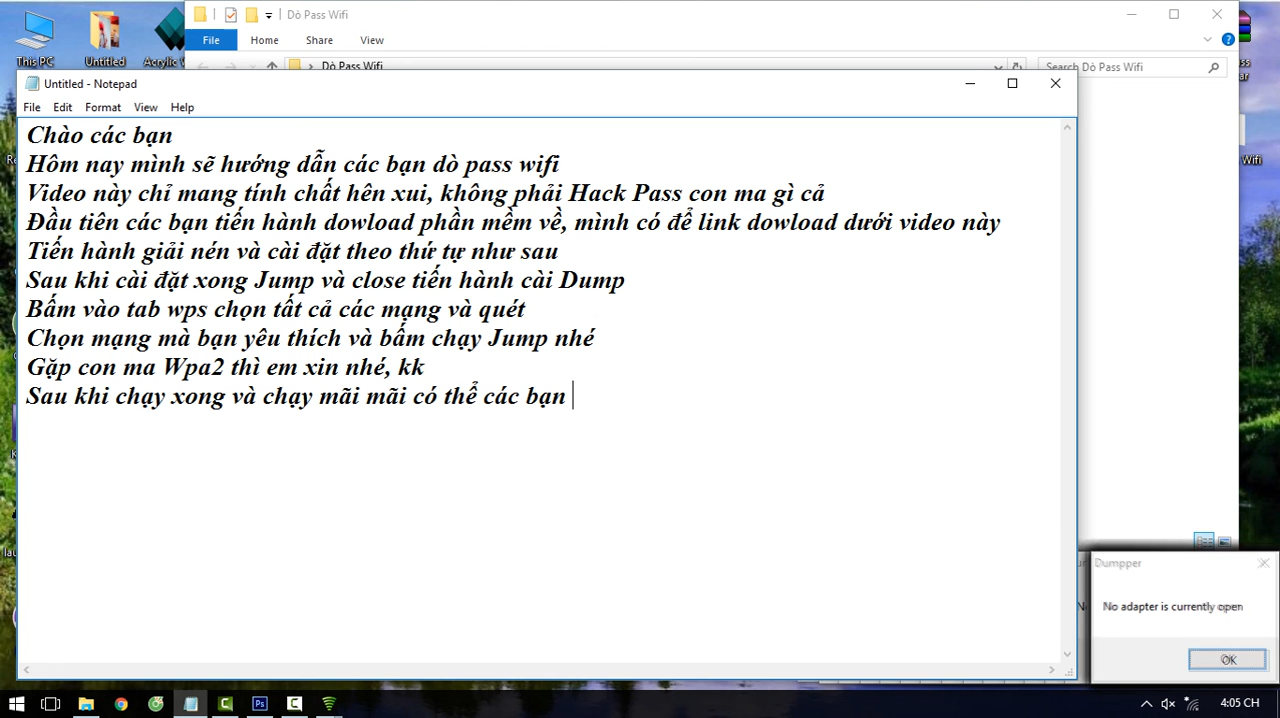 Dò Pass Wifi
File
Home
Share
View
Dò Pass Wifi
Search Dò Pass Wifi
This PC
Untitled
Acrylic
Untitled - Notepad
File Edit Format View Help
Chào các bạn
Hôm nay mình sẽ hướng dẫn các bạn dò pass wifi
Video này chỉ mang tính chất hên xui, không phải Hack Pass con ma gì cả
Đầu tiên các bạn tiến hành dowload phần mềm về, mình có để link dowload dưới video này
Tiến hành giải nén và cài đặt theo thứ tự như sau
Sau khi cài đặt xong Jump và close tiến hành cài Dump
Bấm vào tab wps chọn tất cả các mạng và quét
Chọn mạng mà bạn yêu thích và bấm chạy Jump nhé
Gặp con ma Wpa2 thì em xin nhé, kk
Sau khi chạy xong và chạy mãi mãi có thể các bạn
Wifi
Dumpper
No adapter is currently open
OK
4:05 CH